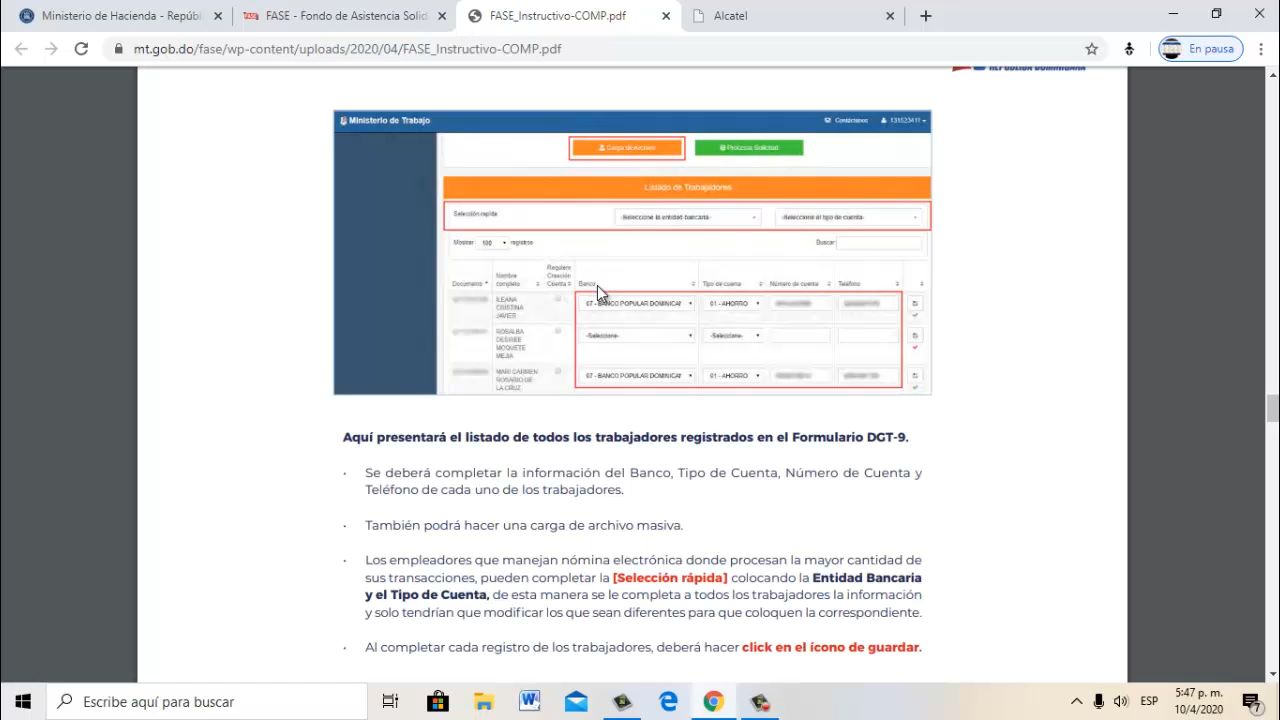 Ministerio de Hacienda - Repúbl
FASE - Fondo de Asistencia Solid
FASE_Instructivo-COMP.pdf
Alcatel
mt.gob.do/fase/wp-content/uploads/2020/04/FASE_Instructivo-COMP.pdf
En pausa
REPÚBLICA DOMINICANA
Ministerio de Trabajo
Contáctanos
131523411
Carga de Archivo
Procesar Solicitud
Listado de Trabajadores
Selección rapida
-Seleccione la entidad bancaria-
-Seleccione el tipo de cuenta-
Mostrar 100 registros
Buscar:
Documento
Nombre completo
Requiere Creación Cuenta
Banco
Tipo de cuenta
Número de cuenta
Teléfono
ILEANA CRISTINA JAVIER
07 - BANCO POPULAR DOMINICAN
01 - AHORRO
ROSALBA DESIREE MOQUETE MEJIA
-Seleccione-
-Seleccione-
MARI CARMEN ROSARIO DE LA CRUZ
07 - BANCO POPULAR DOMINICAN
01 - AHORRO
Aquí presentará el listado de todos los trabajadores registrados en el Formulario DGT-9.
· Se deberá completar la información del Banco, Tipo de Cuenta, Número de Cuenta y
Teléfono de cada uno de los trabajadores.
· También podrá hacer una carga de archivo masiva.
· Los empleadores que manejan nómina electrónica donde procesan la mayor cantidad de
sus transacciones, pueden completar la [Selección rápida] colocando la Entidad Bancaria
y el Tipo de Cuenta, de esta manera se le completa a todos los trabajadores la información
y solo tendrían que modificar los que sean diferentes para que coloquen la correspondiente.
· Al completar cada registro de los trabajadores, deberá hacer click en el ícono de guardar.
Escribe aquí para buscar
ESP
5:47 p. m.
10/4/2020
7